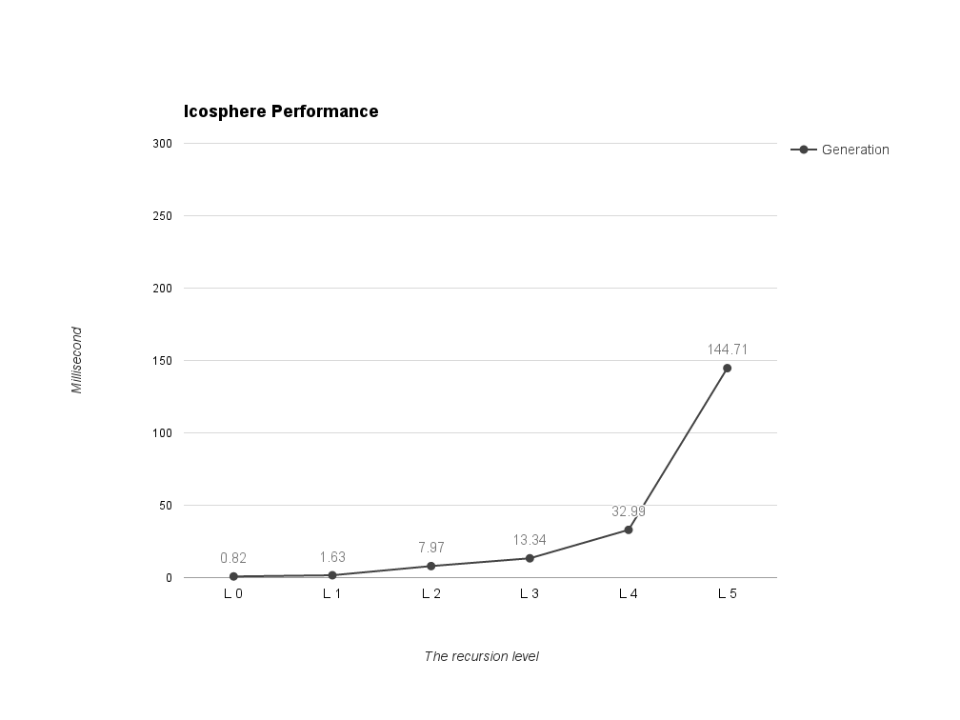 Icosphere Performance
300
Generation
250
200
Millisecond
150
144.71
100
50
32.99
13.34
7.97
1.63
0.82
0
L 0 L 1 L 2 L 3 L 4 L 5
The recursion level